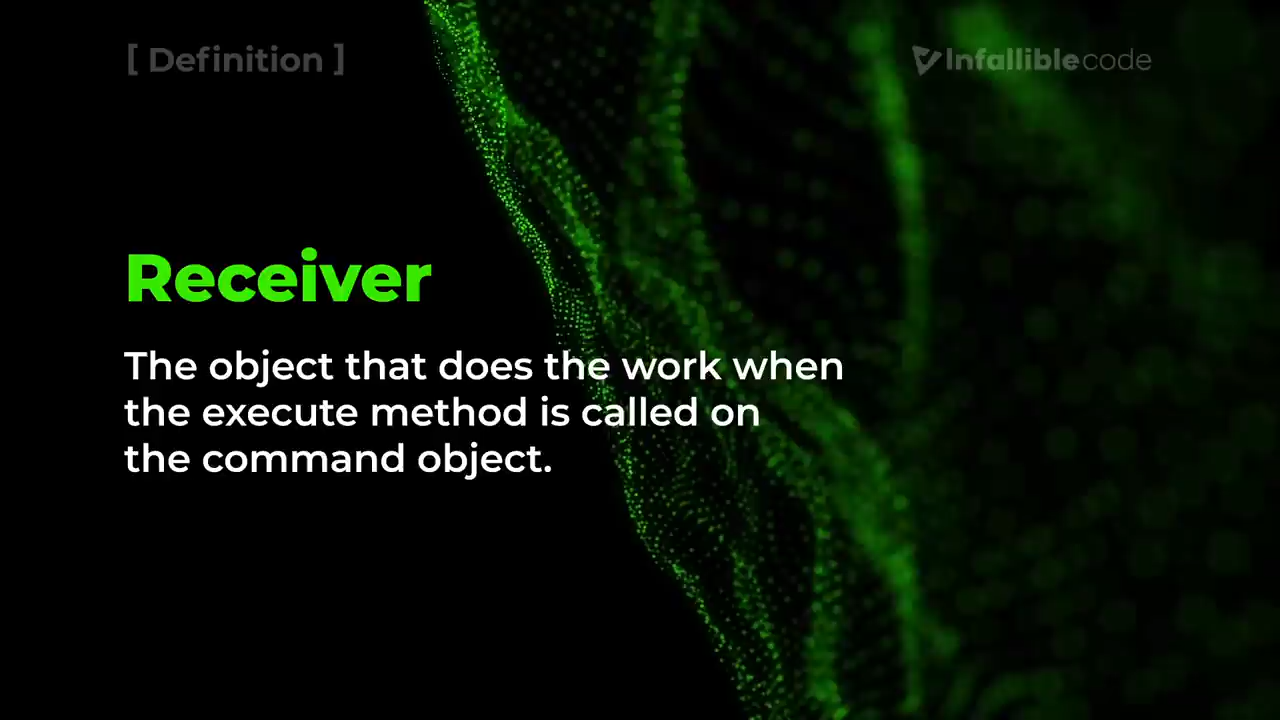 [ Definition ]
Infalliblecode
Receiver
The object that does the work when
the execute method is called on
the command object.